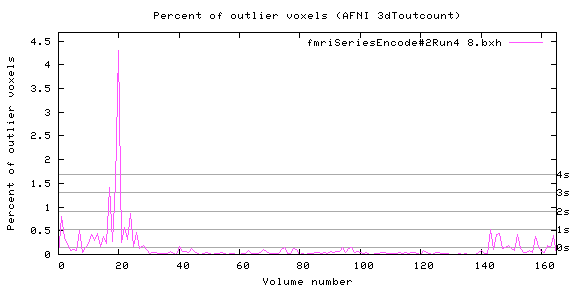 Percent of outlier voxels (AFNI 3dToutcount)
fmriSeriesEncode#2Run4 8.bxh
Percent of outlier voxels
4.5
4
3.5
3
2.5
2
1.5
1
0.5
0
4s
3s
2s
1s
0s
0 20 40 60 80 100 120 140 160
Volume number